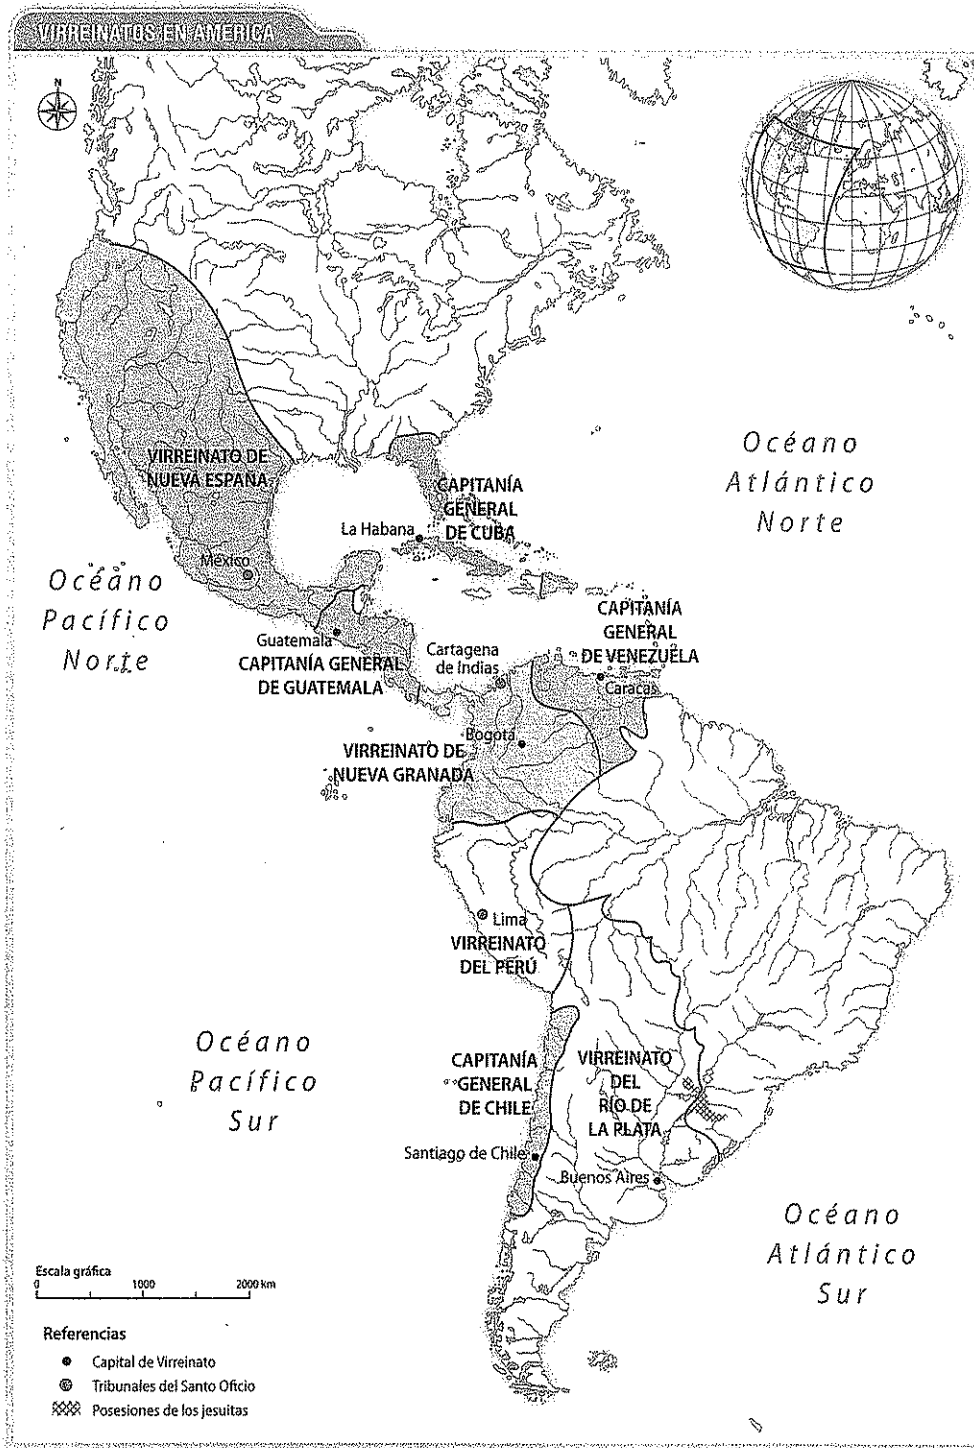 VIRREINATOS EN AMERICA
N
VIRREINATO DE
NUEVA ESPAÑA
CAPITANÍA
GENERAL
DE CUBA
La Habana
México
Océano
Atlántico
Norte
Océano
Pacífico
Norte
Guatemala
CAPITANÍA GENERAL
DE GUATEMALA
Cartagena
de Indias
CAPITANÍA
GENERAL
DE VENEZUELA
Caracas
Bogotá
VIRREINATO DE
NUEVA GRANADA
Lima
VIRREINATO
DEL PERÚ
Océano
Pacífico
Sur
CAPITANÍA
GENERAL
DE CHILE
VIRREINATO
DEL
RÍO DE
LA PLATA
Santiago de Chile
Buenos Aires
Océano
Atlántico
Sur
Escala gráfica
0 1000 2000 km
Referencias
Capital de Virreinato
Tribunales del Santo Oficio
Posesiones de los jesuitas